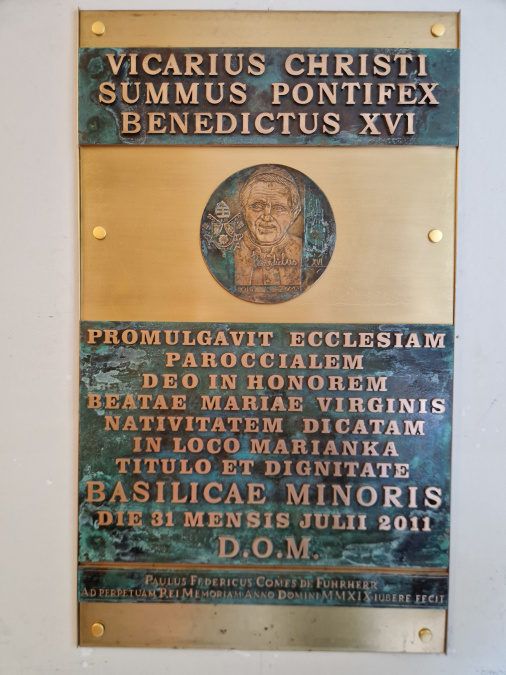 VICARIUS CHRISTI
SUMMUS PONTIFEX
BENEDICTUS XVI
XVI
PROMULGAVIT ECCLESIAM
PAROCCIALEM
DEO IN HONOREM
BEATAE MARIAE VIRGINIS
NATIVITATEM DICATAM
IN LOCO MARIANKA
TITULO ET DIGNITATE
BASILICAE MINORIS
DIE 31 MENSIS JULII 2011
D.O.M.
PAULUS FEDERICUS COMES DE FUHRHERR
AD PERPETUAM REI MEMORIAM ANNO DOMINI MMXIX IUBERE FECIT